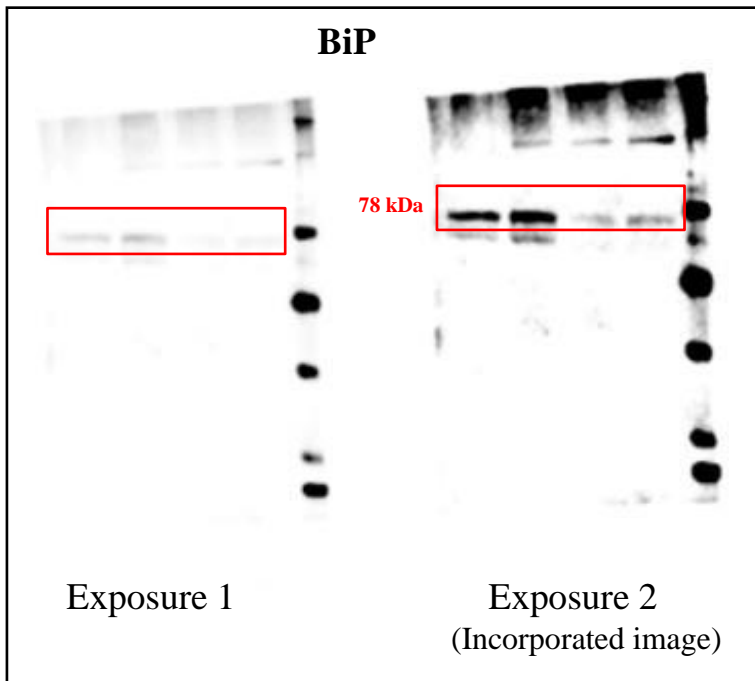 BiP
78 kDa
Exposure 1
Exposure 2
(Incorporated image)